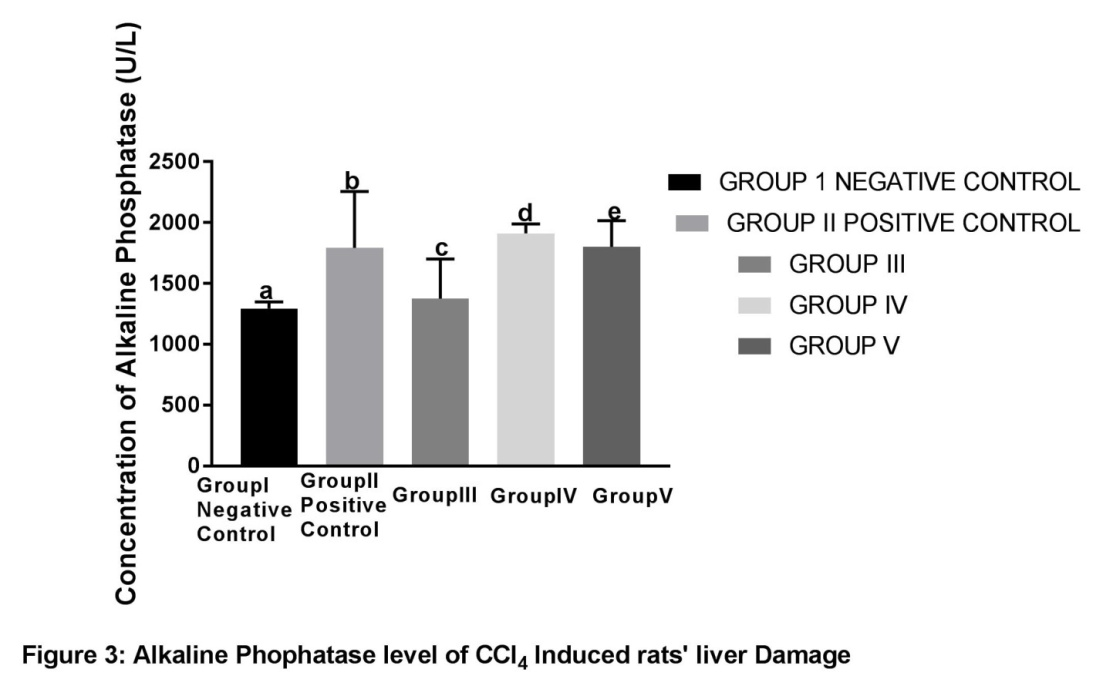 Concentration of Alkaline Phosphatase (U/L)
2500
2000
1500
1000
500
0
a
b
c
d
e
GroupI
Negative
Control
GroupII
Positive
Control
GroupIII
GroupIV
GroupV
GROUP 1 NEGATIVE CONTROL
GROUP II POSITIVE CONTROL
GROUP III
GROUP IV
GROUP V
Figure 3: Alkaline Phophatase level of CCl₄ Induced rats' liver Damage